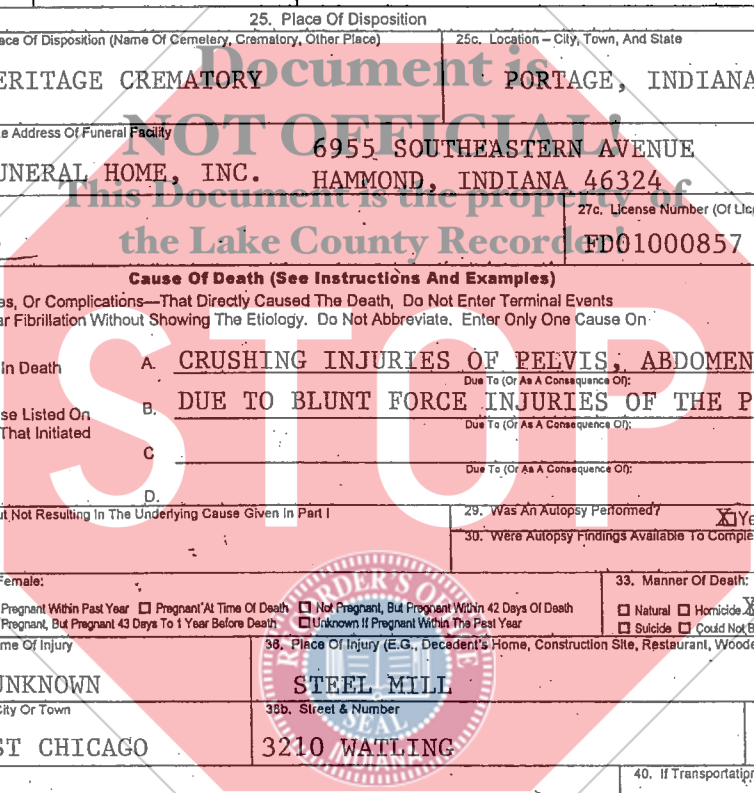 25. Place Of Disposition
ace Of Disposition (Name Of Cemetery, Crematory, Other Place) 25c. Location – City, Town, And State
ERITAGE CREMATORY PORTAGE, INDIANA
Document is
NOT OFFICIAL!
This Document is the property of
the Lake County Recorder!
STOP
e Address Of Funeral Facility
6955 SOUTHEASTERN AVENUE
UNERAL HOME, INC. HAMMOND, INDIANA 46324
27c. License Number (Of Lic
FD01000857
Cause Of Death (See Instructions And Examples)
es, Or Complications—That Directly Caused The Death, Do Not Enter Terminal Events
ar Fibrillation Without Showing The Etiology. Do Not Abbreviate. Enter Only One Cause On
In Death A. CRUSHING INJURIES OF PELVIS, ABDOMEN
Due To (Or As A Consequence Of):
se Listed On B. DUE TO BLUNT FORCE INJURIES OF THE P
That Initiated Due To (Or As A Consequence Of):
C
Due To (Or As A Consequence Of):
D.
ut Not Resulting In The Underlying Cause Given In Part I 29. Was An Autopsy Performed? X Ye
30. Were Autopsy Findings Available To Comple
Female: 33. Manner Of Death:
Pregnant Within Past Year ☐ Pregnant At Time Of Death ☐ Not Pregnant, But Pregnant Within 42 Days Of Death ☐ Natural ☐ Homicide X
Pregnant, But Pregnant 43 Days To 1 Year Before Death ☐ Unknown If Pregnant Within The Past Year ☐ Suicide ☐ Could Not B
me Of Injury 38. Place Of Injury (E.G., Decedent's Home, Construction Site, Restaurant, Woode
UNKNOWN STEEL MILL
City Or Town 38b. Street & Number
ST CHICAGO 3210 WATLING
RECORDER'S OFFICE
SEAL
INDIANA
40. If Transportation